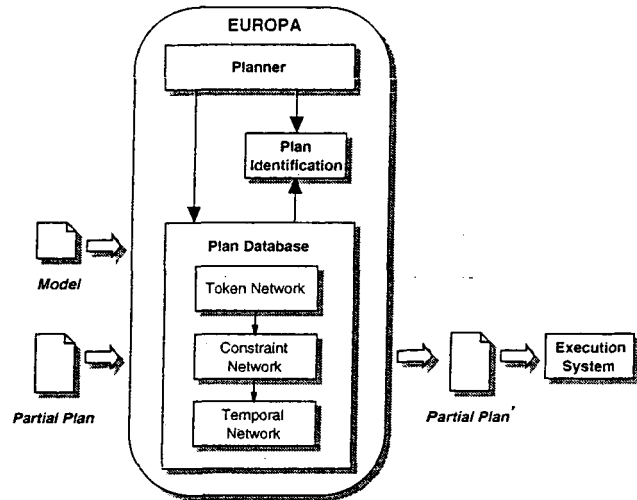 EUROPA
Planner
Plan
Identification
Plan Database
Token Network
Constraint
Network
Temporal
Network
Model
Partial Plan
Partial Plan'
Execution
System